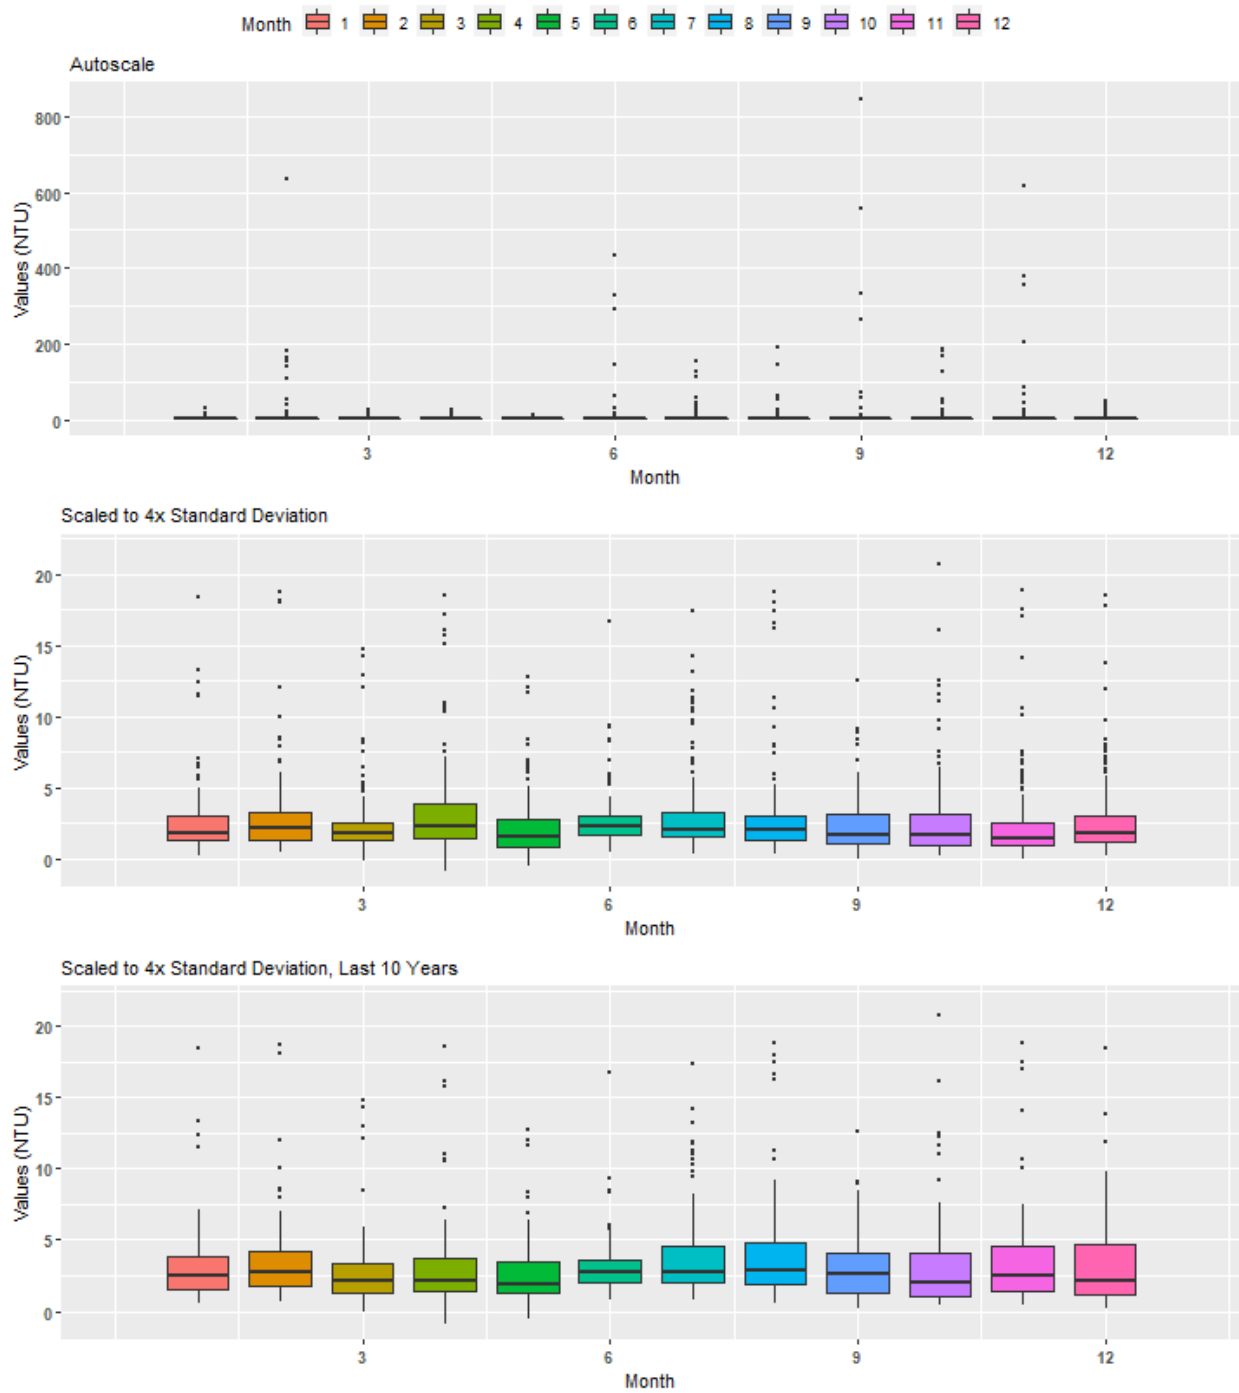 Month 1 2 3 4 5 6 7 8 9 10 11 12
Autoscale
Values (NTU)
800
600
400
200
0
3 6 9 12
Month
Scaled to 4x Standard Deviation
Values (NTU)
20
15
10
5
0
3 6 9 12
Month
Scaled to 4x Standard Deviation, Last 10 Years
Values (NTU)
20
15
10
5
0
3 6 9 12
Month